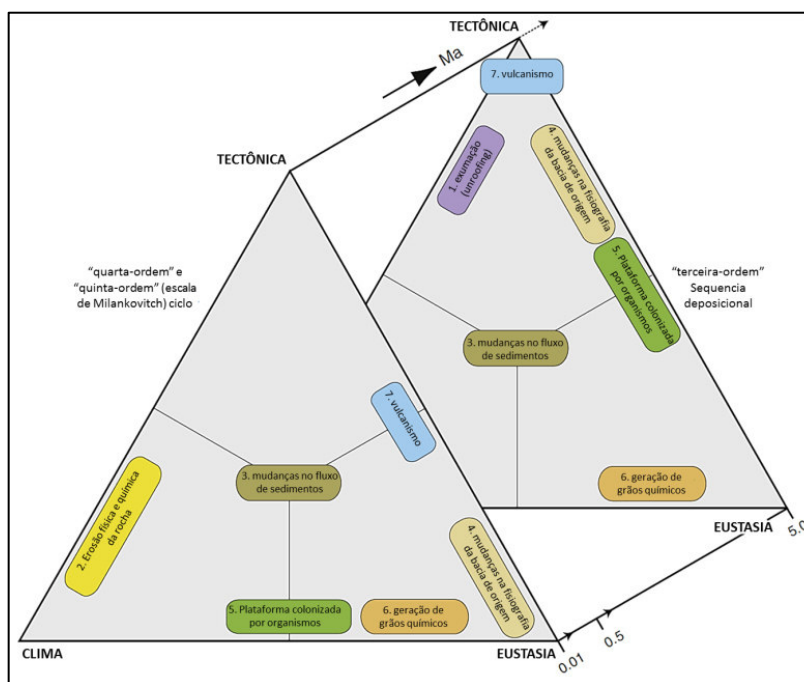 TECTÔNICA
Ma
7. vulcanismo
1. exumação
(unroofing)
4. mudanças na fisiografia
da bacia de origem
TECTÔNICA
"quarta-ordem" e
"quinta-ordem" (escala
de Milankovitch) ciclo
5. Plataforma colonizada
por organismos
"terceira-ordem"
Sequencia
deposicional
3. mudanças no fluxo
de sedimentos
7. vulcanismo
3. mudanças no fluxo
de sedimentos
6. geração de
grãos químicos
2. Erosão física e química
da rocha
EUSTASIA
5.0
4. mudanças na fisiografia
da bacia de origem
5. Plataforma colonizada
por organismos
6. geração de
grãos químicos
0.5
CLIMA
EUSTASIA
0.01